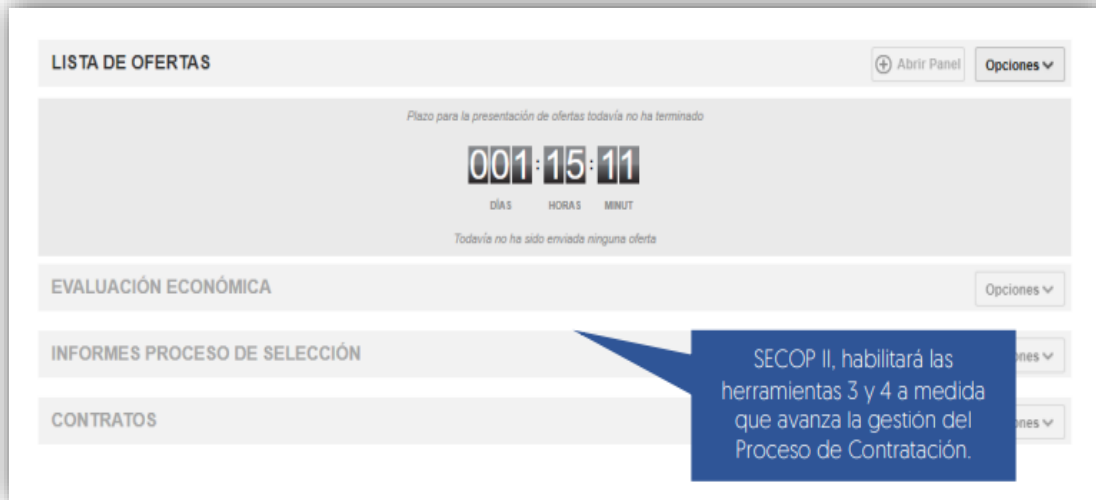 LISTA DE OFERTAS
Abrir Panel
Opciones
Plazo para la presentación de ofertas todavía no ha terminado
001 : 15 : 11
DÍAS HORAS MINUT
Todavía no ha sido enviada ninguna oferta
EVALUACIÓN ECONÓMICA
Opciones
INFORMES PROCESO DE SELECCIÓN
SECOP II, habilitará las
herramientas 3 y 4 a medida
que avanza la gestión del
Proceso de Contratación.
CONTRATOS